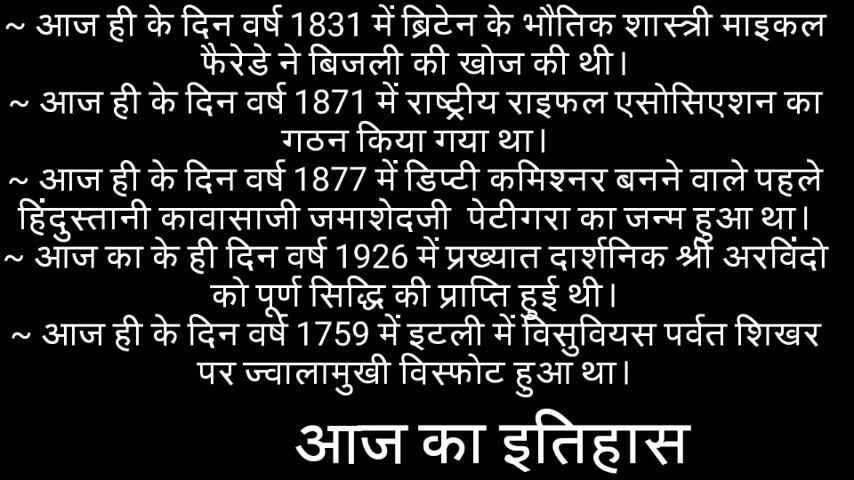 ~ आज ही के दिन वर्ष 1831 में ब्रिटेन के भौतिक शास्त्री माइकल
फैरेडे ने बिजली की खोज की थी।
~ आज ही के दिन वर्ष 1871 में राष्ट्रीय राइफल एसोसिएशन का
गठन किया गया था।
~ आज ही के दिन वर्ष 1877 में डिप्टी कमिश्नर बनने वाले पहले
हिंदुस्तानी कावासाजी जमाशेदजी पेटीगरा का जन्म हुआ था।
~ आज का के ही दिन वर्ष 1926 में प्रख्यात दार्शनिक श्री अरविंदो
को पूर्ण सिद्धि की प्राप्ति हुई थी।
~ आज ही के दिन वर्ष 1759 में इटली में विसुवियस पर्वत शिखर
पर ज्वालामुखी विस्फोट हुआ था।
आज का इतिहास